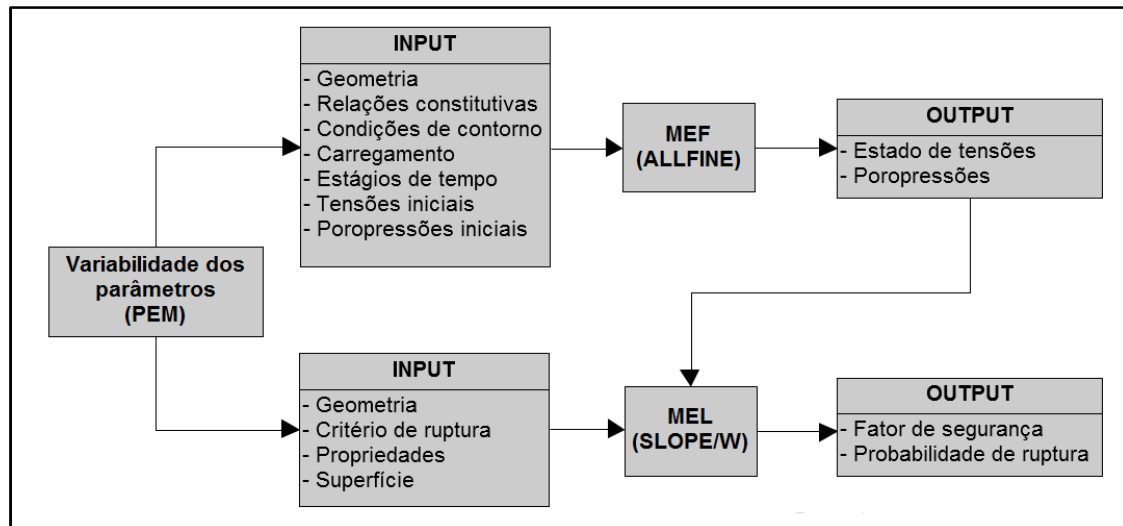 INPUT
- Geometria
- Relações constitutivas
- Condições de contorno
- Carregamento
- Estágios de tempo
- Tensões iniciais
- Poropressões iniciais
MEF
(ALLFINE)
OUTPUT
- Estado de tensões
- Poropressões
Variabilidade dos
parâmetros
(PEM)
INPUT
- Geometria
- Critério de ruptura
- Propriedades
- Superfície
MEL
(SLOPE/W)
OUTPUT
- Fator de segurança
- Probabilidade de ruptura